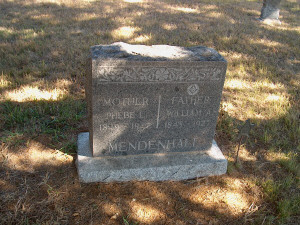 MOTHER FATHER
PHEBE L. WILLIAM A.
MENDENHALL